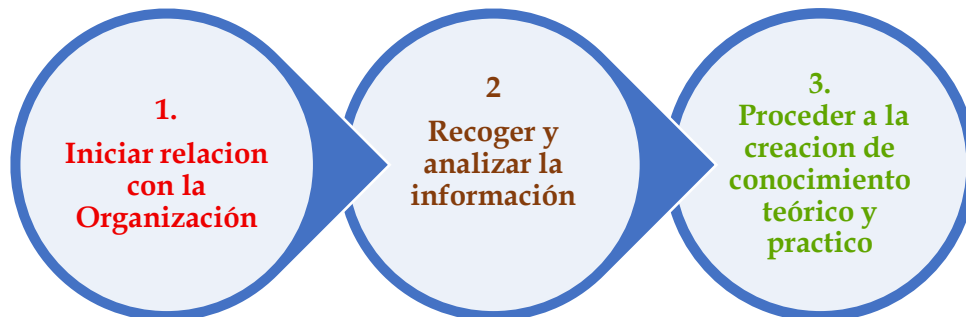 1.
Iniciar relacion
con la
Organización
2
Recoger y
analizar la
información
3.
Proceder a la
creacion de
conocimiento
teórico y
practico